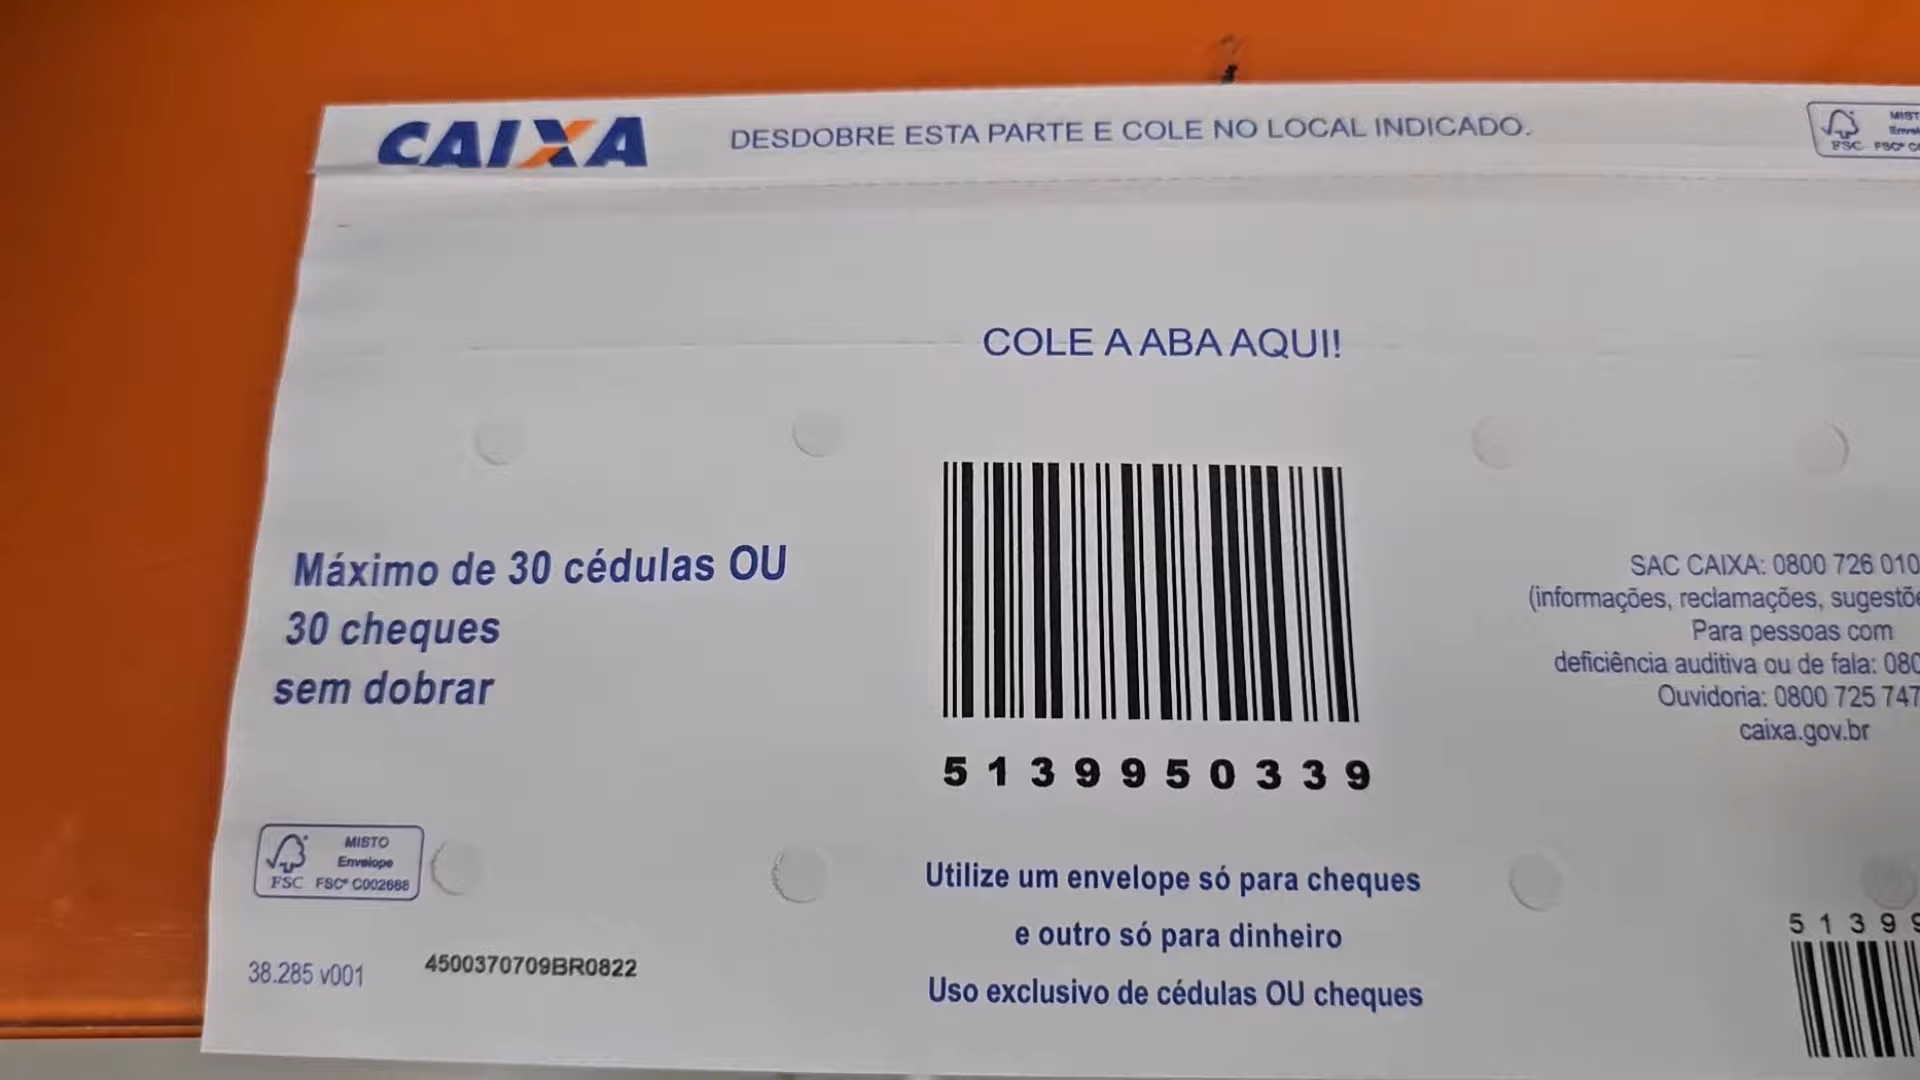 CAIXA
DESDOBRE ESTA PARTE E COLE NO LOCAL INDICADO.
FSC
COLE A ABA AQUI!
Máximo de 30 cédulas OU
30 cheques
sem dobrar
5139950339
SAC CAIXA: 0800 726 010
(informações, reclamações,
Para pessoas com
deficiência auditiva ou de fala:
Ouvidoria: 0800 725 747
caixa.gov.br
MISTO
Envelope
FSC FSC® C002688
38.285 v001
4500370709BR0822
Utilize um envelope só para cheques
e outro só para dinheiro
Uso exclusivo de cédulas OU cheques
5139